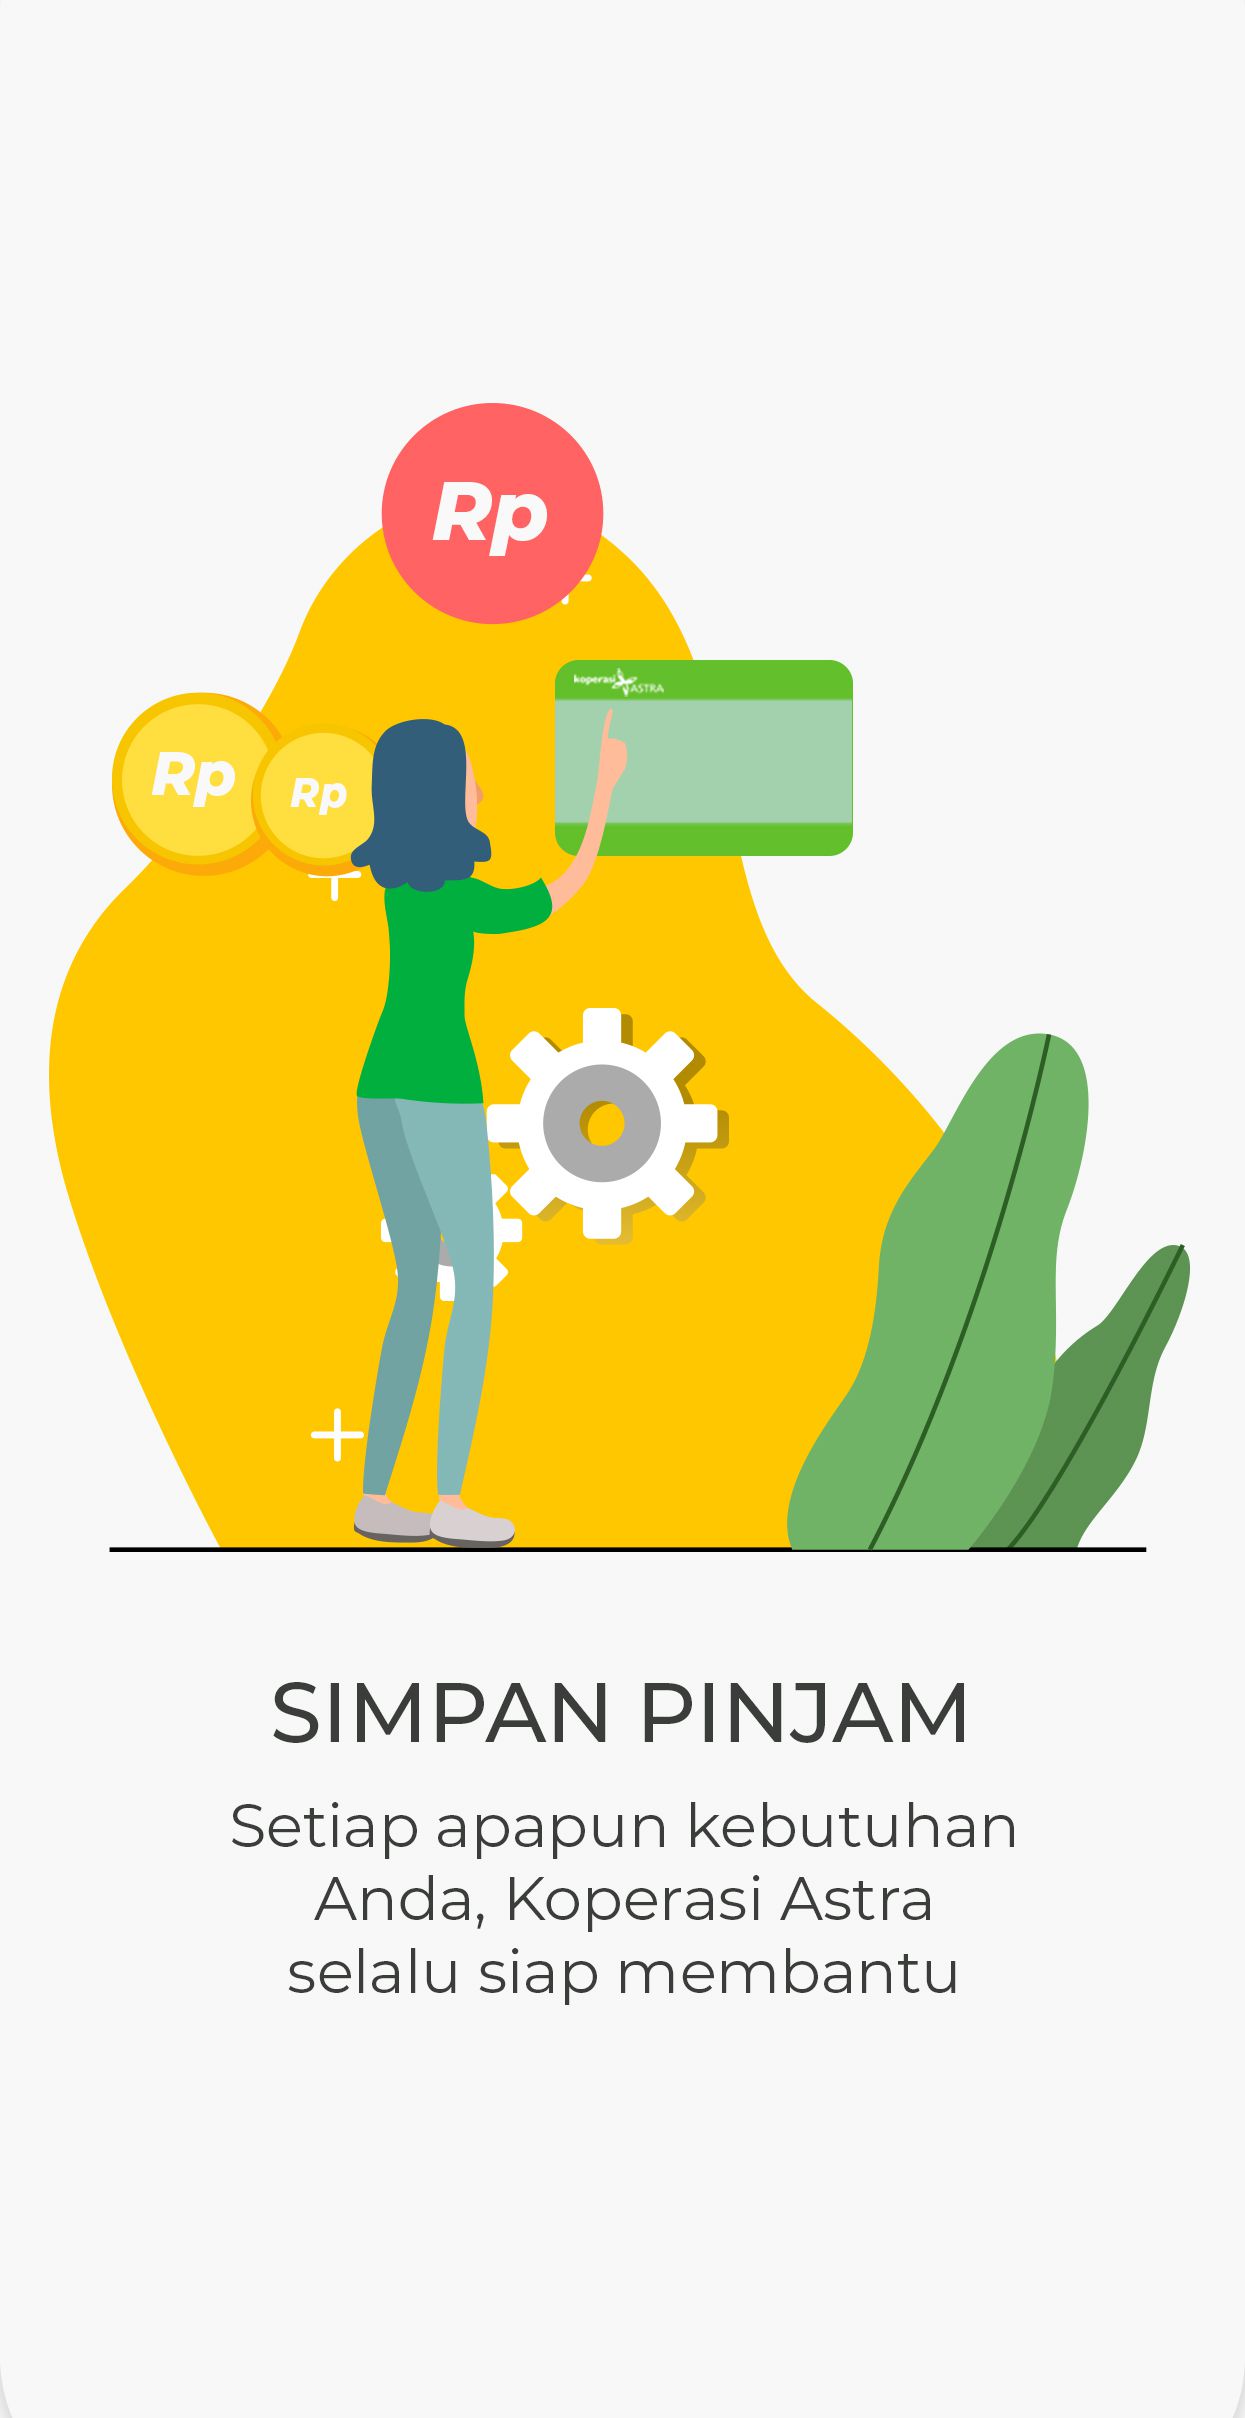 Rp
koperasi ASTRA
Rp
Rp
SIMPAN PINJAM
Setiap apapun kebutuhan
Anda, Koperasi Astra
selalu siap membantu